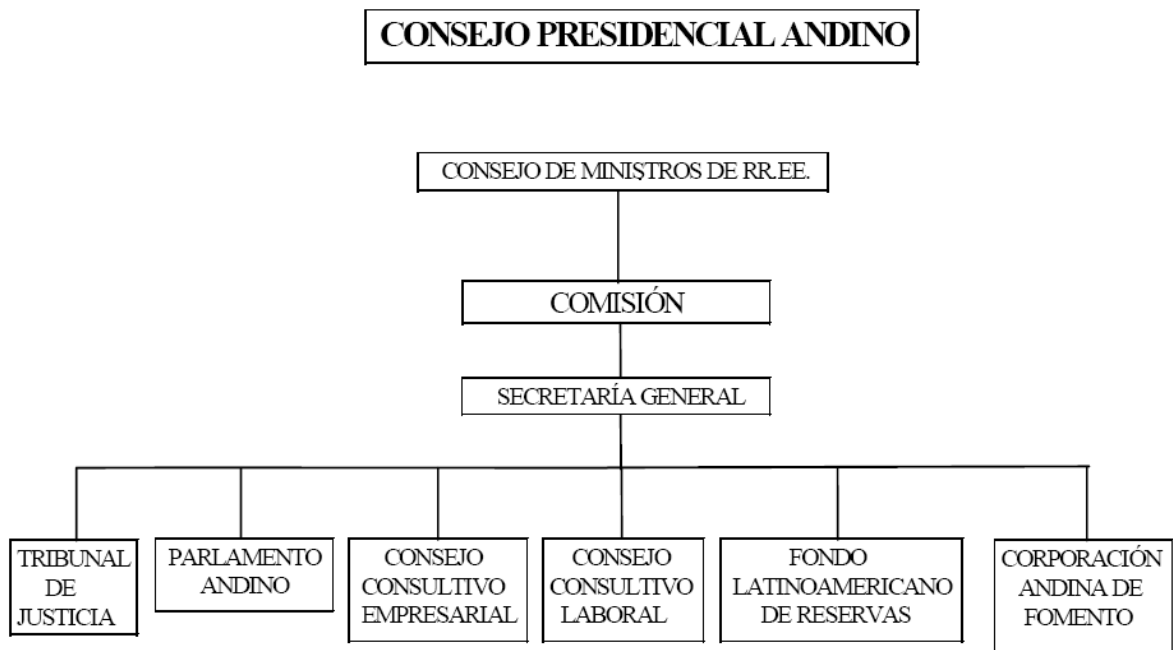 CONSEJO PRESIDENCIAL ANDINO
CONSEJO DE MINISTROS DE RR.EE.
COMISIÓN
SECRETARÍA GENERAL
TRIBUNAL
DE
JUSTICIA
PARLAMENTO
ANDINO
CONSEJO
CONSULTIVO
EMPRESARIAL
CONSEJO
CONSULTIVO
LABORAL
FONDO
LATINOAMERICANO
DE RESERVAS
CORPORACIÓN
ANDINA DE
FOMENTO